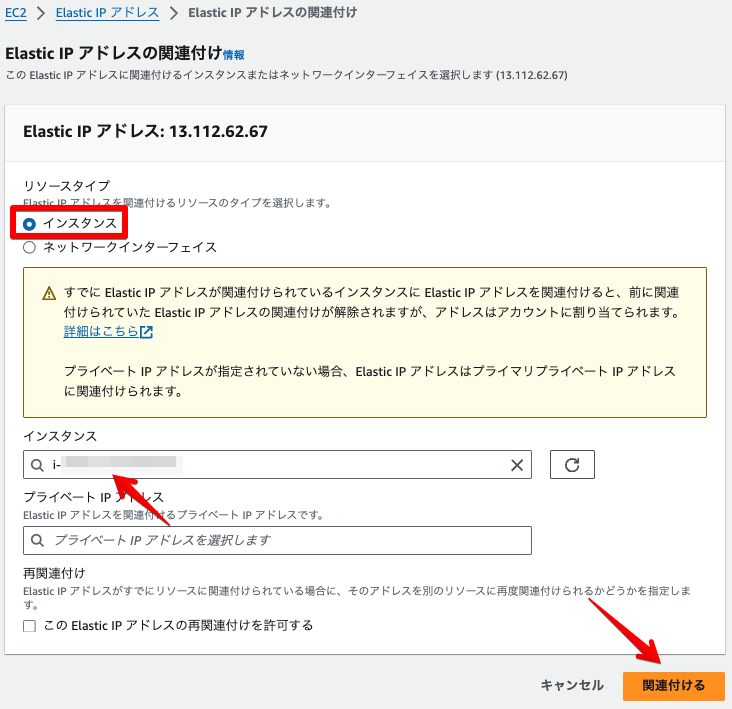 EC2 > Elastic IP アドレス > Elastic IP アドレスの関連付け
Elastic IP アドレスの関連付け 情報
この Elastic IP アドレスに関連付けるインスタンスまたはネットワークインターフェイスを選択します (13.112.62.67)
Elastic IP アドレス: 13.112.62.67
リソースタイプ
Elastic IP アドレスを関連付けるリソースのタイプを選択します。
インスタンス
ネットワークインターフェイス
すでに Elastic IP アドレスが関連付けられているインスタンスに Elastic IP アドレスを関連付けると、前に関連
付けられていた Elastic IP アドレスの関連付けが解除されますが、アドレスはアカウントに割り当てられます。
詳細はこちら
プライベート IP アドレスが指定されていない場合、Elastic IP アドレスはプライマリプライベート IP アドレス
に関連付けられます。
インスタンス
i-
プライベート IP アドレス
Elastic IP アドレスを関連付けるプライベート IP アドレスです。
プライベート IP アドレスを選択します
再関連付け
Elastic IP アドレスがすでにリソースに関連付けられている場合に、そのアドレスを別のリソースに再度関連付けられるかどうかを指定しま
す。
この Elastic IP アドレスの再関連付けを許可する
キャンセル
関連付ける